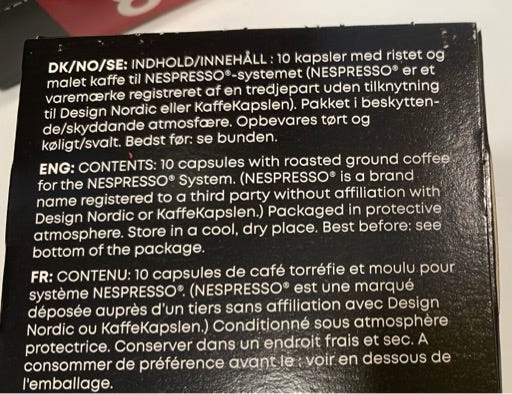 DK/NO/SE: INDHOLD/INNEHÅLL : 10 kapsler med ristet og
malet kaffe til NESPRESSO®-systemet (NESPRESSO® er et
varemærke registreret af en tredjepart uden tilknytning
til Design Nordic eller KaffeKapslen). Pakket i beskytten-
de/skyddande atmosfære. Opbevares tørt og
køligt/svalt. Bedst før: se bunden.
ENG: CONTENTS: 10 capsules with roasted ground coffee
for the NESPRESSO® System. (NESPRESSO® is a brand
name registered to a third party without affiliation with
Design Nordic or KaffeKapslen.) Packaged in protective
atmosphere. Store in a cool, dry place. Best before: see
bottom of the package.
FR: CONTENU: 10 capsules de café torréfie et moulu pour
système NESPRESSO®. (NESPRESSO® est une marqué
déposée auprès d'un tiers sans affiliation avec Design
Nordic ou KaffeKapslen.) Conditionné sous atmosphère
protectrice. Conserver dans un endroit frais et sec. A
consommer de préférence avant le : voir en dessous de
l'emballage.